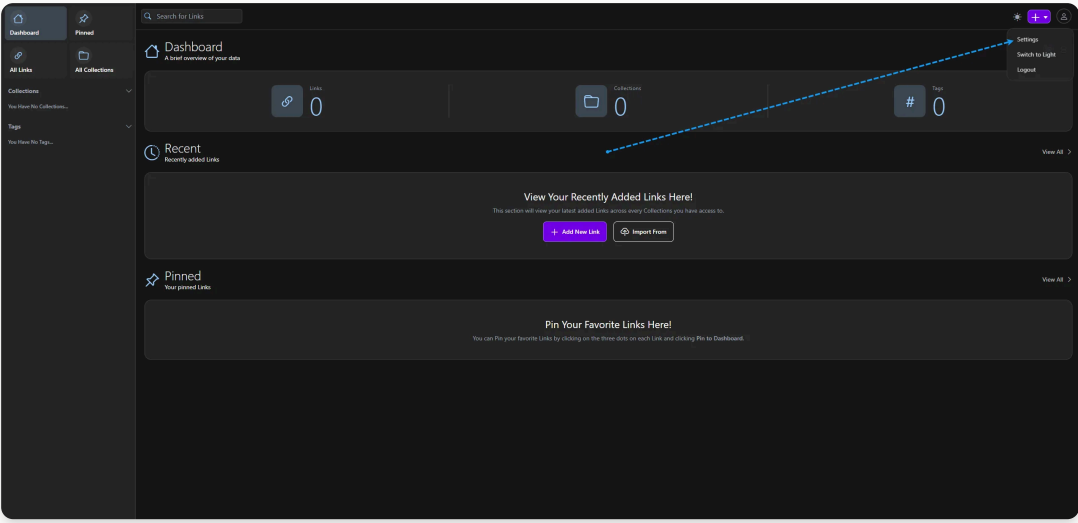 Dashboard
Pinned
All Links
All Collections
Collections
You Have No Collections...
Tags
You Have No Tags...
Search for Links
Settings
Switch to Light
Logout
Dashboard
A brief overview of your data
Links
0
Collections
0
#
Tags
0
Recent
Recently added Links
View All
View Your Recently Added Links Here!
This section will view your latest added Links across every Collections you have access to.
+ Add New Link
Import From
Pinned
Your pinned Links
View All
Pin Your Favorite Links Here!
You can Pin your favorite Links by clicking on the three dots on each Link and clicking Pin to Dashboard.